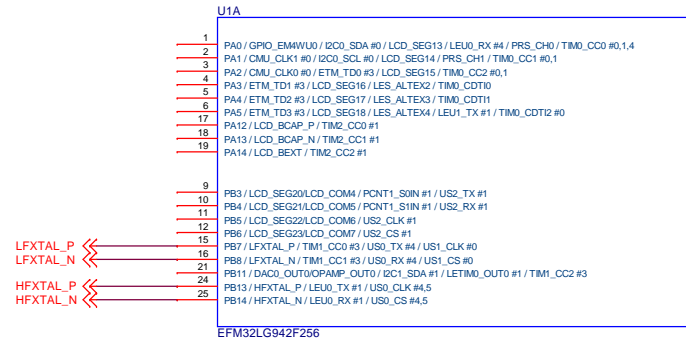 U1A
1 PA0 / GPIO_EM4WU0 / I2C0_SDA #0 / LCD_SEG13 / LEU0_RX #4 / PRS_CH0 / TIM0_CC0 #0,1,4
2 PA1 / CMU_CLK1 #0 / I2C0_SCL #0 / LCD_SEG14 / PRS_CH1 / TIM0_CC1 #0,1
3 PA2 / CMU_CLK0 #0 / ETM_TD0 #3 / LCD_SEG15 / TIM0_CC2 #0,1
4 PA3 / ETM_TD1 #3 / LCD_SEG16 / LES_ALTEX2 / TIM0_CDTI0
5 PA4 / ETM_TD2 #3 / LCD_SEG17 / LES_ALTEX3 / TIM0_CDTI1
6 PA5 / ETM_TD3 #3 / LCD_SEG18 / LES_ALTEX4 / LEU1_TX #1 / TIM0_CDTI2 #0
17 PA12 / LCD_BCAP_P / TIM2_CC0 #1
18 PA13 / LCD_BCAP_N / TIM2_CC1 #1
19 PA14 / LCD_BEXT / TIM2_CC2 #1
9 PB3 / LCD_SEG20/LCD_COM4 / PCNT1_S0IN #1 / US2_TX #1
10 PB4 / LCD_SEG21/LCD_COM5 / PCNT1_S1IN #1 / US2_RX #1
11 PB5 / LCD_SEG22/LCD_COM6 / US2_CLK #1
12 PB6 / LCD_SEG23/LCD_COM7 / US2_CS #1
LFXTAL_P 15 PB7 / LFXTAL_P / TIM1_CC0 #3 / US0_TX #4 / US1_CLK #0
LFXTAL_N 16 PB8 / LFXTAL_N / TIM1_CC1 #3 / US0_RX #4 / US1_CS #0
21 PB11 / DAC0_OUT0/OPAMP_OUT0 / I2C1_SDA #1 / LETIM0_OUT0 #1 / TIM1_CC2 #3
HFXTAL_P 24 PB13 / HFXTAL_P / LEU0_TX #1 / US0_CLK #4,5
HFXTAL_N 25 PB14 / HFXTAL_N / LEU0_RX #1 / US0_CS #4,5
EFM32LG942F256